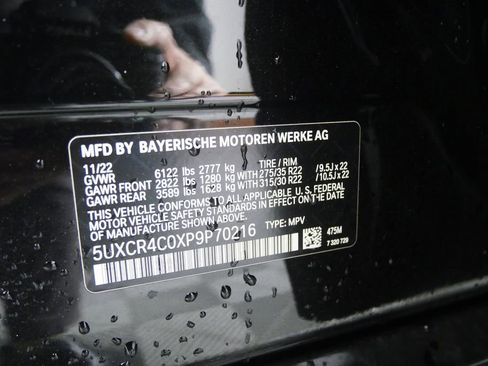 MFD BY BAYERISCHE MOTOREN WERKE AG
11/22
GVWR 6122 lbs 2777 kg TIRE / RIM
GAWR FRONT 2822 lbs 1280 kg WITH 275/35 R22 / 9.5J x 22
GAWR REAR 3589 lbs 1628 kg WITH 315/30 R22 / 10.5J x 22
THIS VEHICLE CONFORMS TO ALL APPLICABLE U.S. FEDERAL
MOTOR VEHICLE SAFETY STANDARDS IN EFFECT ON THE DATE
OF MANUFACTURE SHOWN ABOVE.
5UXCR4C0XP9P70216 TYPE: MPV
475M
7 320 729